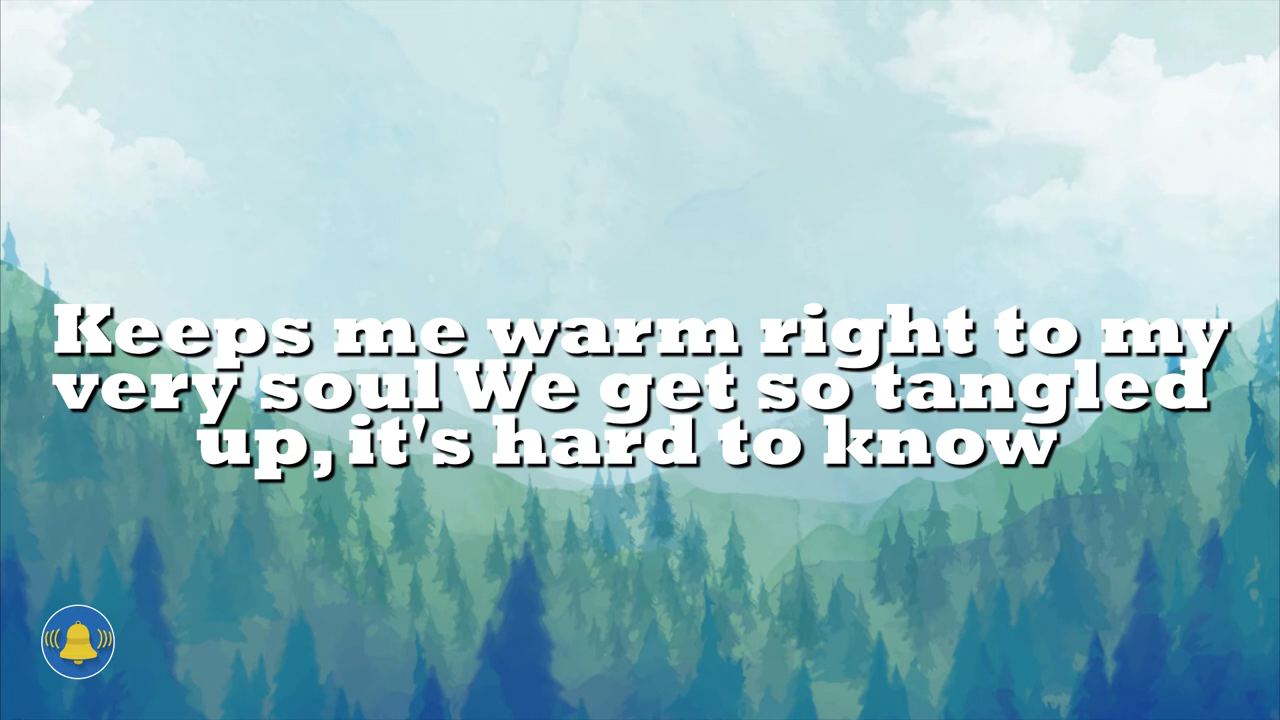 Keeps me warm right to my
very soul We get so tangled
up, it's hard to know